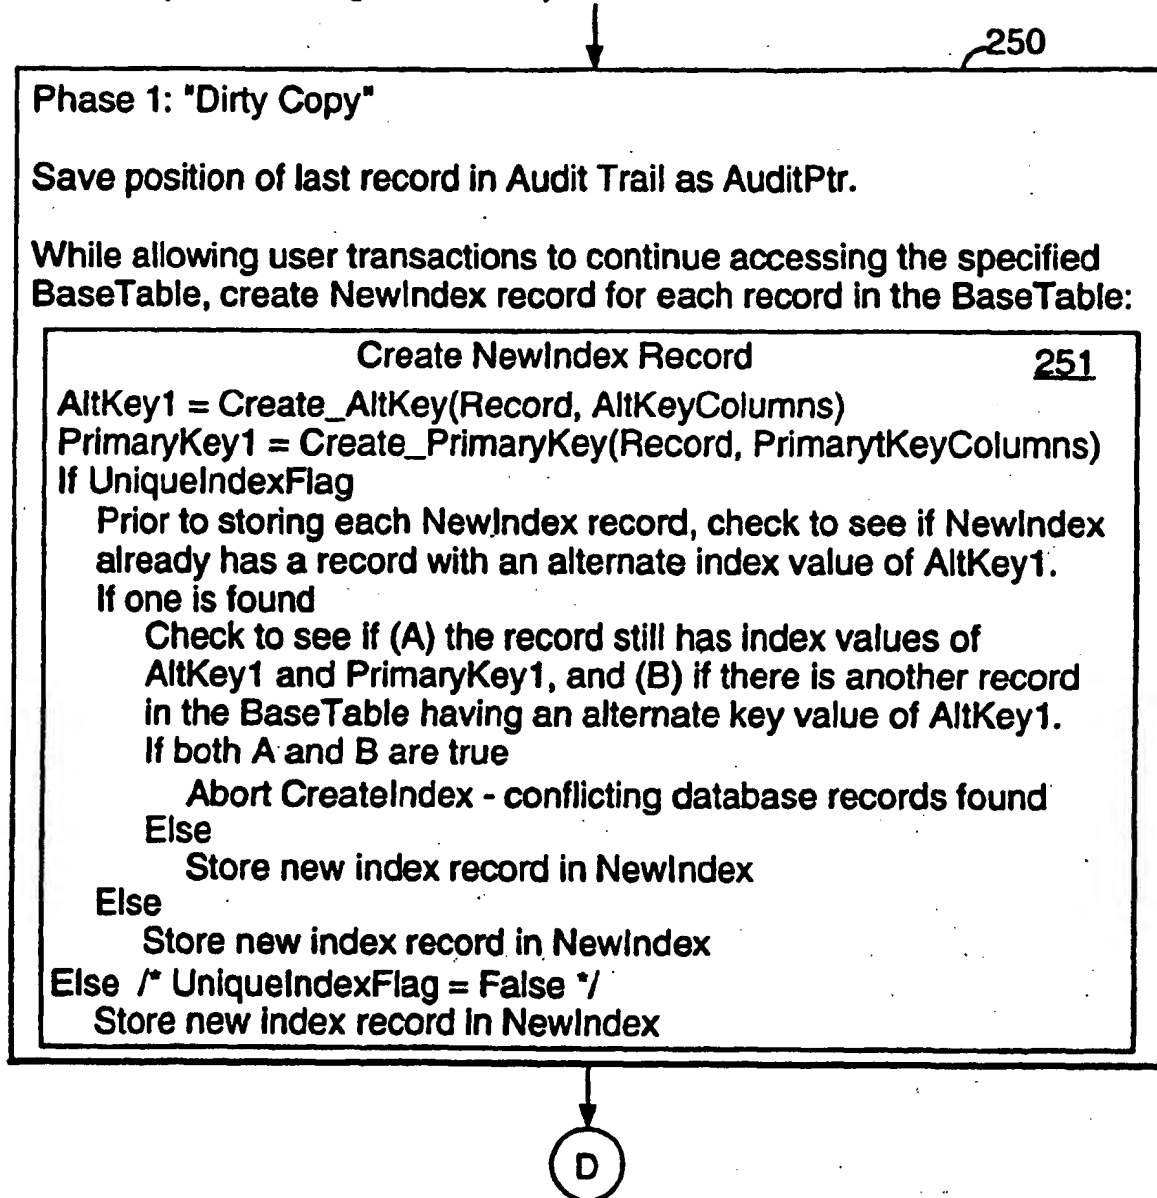 250
Phase 1: "Dirty Copy"
Save position of last record in Audit Trail as AuditPtr.
While allowing user transactions to continue accessing the specified
BaseTable, create NewIndex record for each record in the BaseTable:
Create NewIndex Record 251
AltKey1 = Create_AltKey(Record, AltKeyColumns)
PrimaryKey1 = Create_PrimaryKey(Record, PrimarytKeyColumns)
If UniqueIndexFlag
Prior to storing each NewIndex record, check to see if NewIndex
already has a record with an alternate index value of AltKey1.
If one is found
Check to see if (A) the record still has index values of
AltKey1 and PrimaryKey1, and (B) if there is another record
in the BaseTable having an alternate key value of AltKey1.
If both A and B are true
Abort CreateIndex - conflicting database records found
Else
Store new index record in NewIndex
Else
Store new index record in NewIndex
Else /* UniqueIndexFlag = False */
Store new index record in NewIndex
D